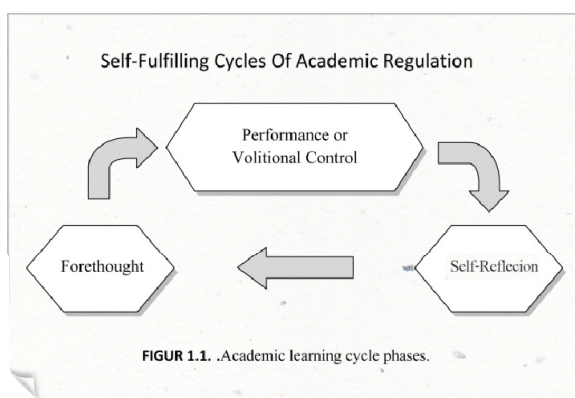 Self-Fulfilling Cycles Of Academic Regulation
Performance or
Volitional Control
Forethought
Self-Reflecion
FIGUR 1.1. .Academic learning cycle phases.